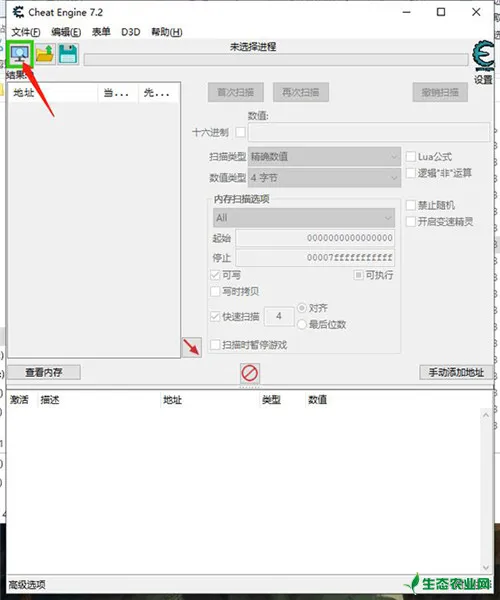 Cheat Engine 7.2
文件(F) 编辑(E) 表单 D3D 帮助(H)
未选择进程
结果:
设置
地址 当... 先...
首次扫描 再次扫描 撤销扫描
数值:
十六进制
扫描类型 精确数值
Lua公式
数值类型 4 字节
逻辑"非"运算
内存扫描选项
All
禁止随机
开启变速精灵
起始 0000000000000000
停止 00007fffffffffff
可写 可执行
写时拷贝
快速扫描 4 对齐
最后位数
扫描时暂停游戏
查看内存 手动添加地址
激活 描述 地址 类型 数值
高级选项
生态农业网